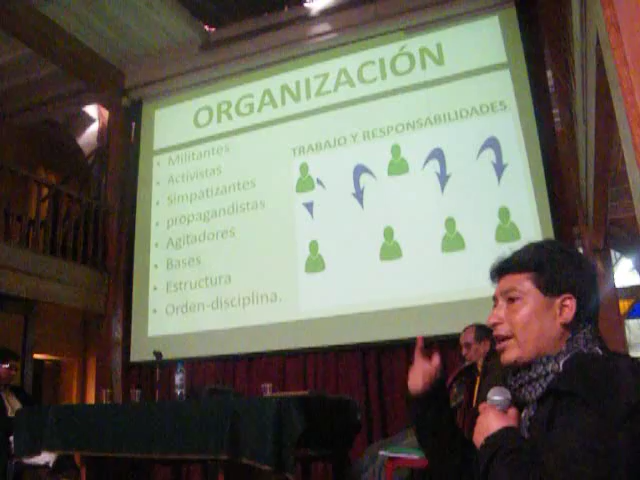 ORGANIZACIÓN
• Militantes
• Activistas
• Simpatizantes
• propagandistas
• Agitadores
• Bases
• Estructura
• Orden-disciplina.
TRABAJO Y RESPONSABILIDADES